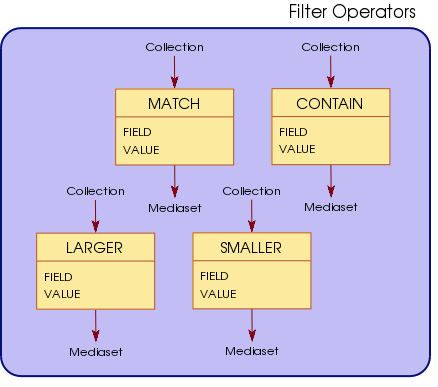 Filter Operators
Collection
Collection
MATCH
CONTAIN
FIELD
VALUE
FIELD
VALUE
Collection
Mediaset
Collection
Mediaset
LARGER
SMALLER
FIELD
VALUE
FIELD
VALUE
Mediaset
Mediaset